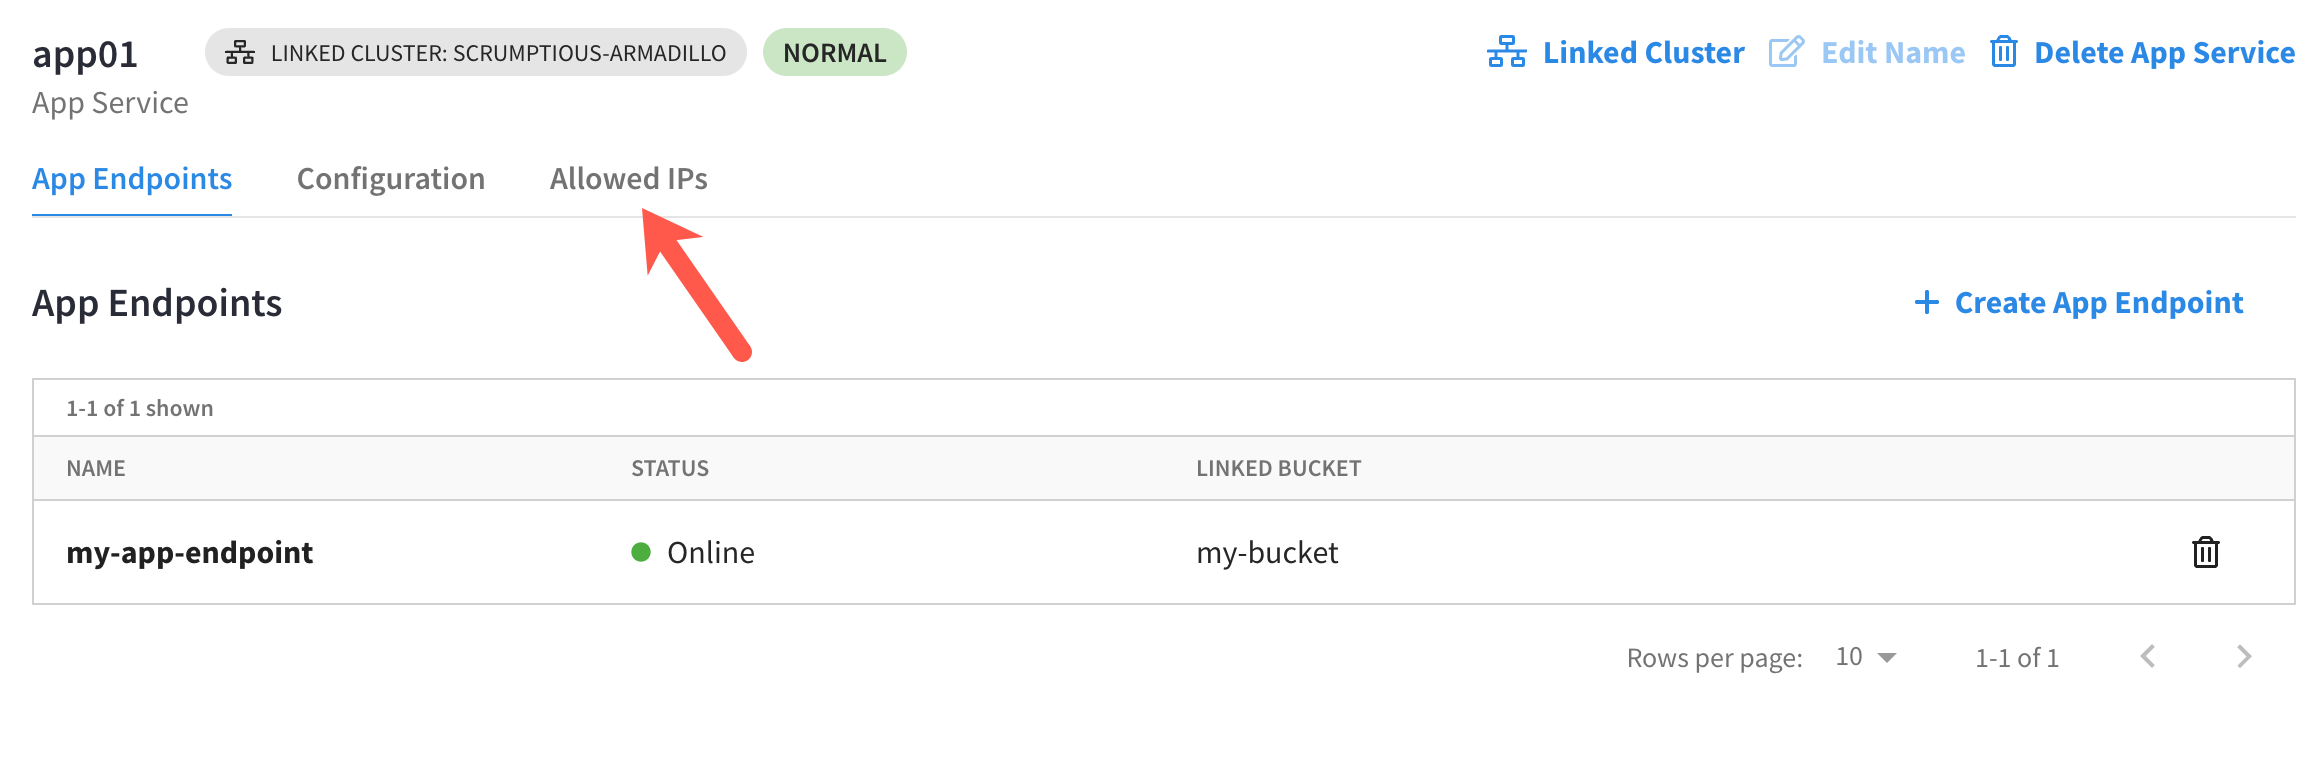 app01 LINKED CLUSTER: SCRUMPTIOUS-ARMADILLO NORMAL Linked Cluster Edit Name Delete App Service
App Service
App Endpoints Configuration Allowed IPs
App Endpoints + Create App Endpoint
1-1 of 1 shown
NAME STATUS LINKED BUCKET
my-app-endpoint Online my-bucket
Rows per page: 10 1-1 of 1